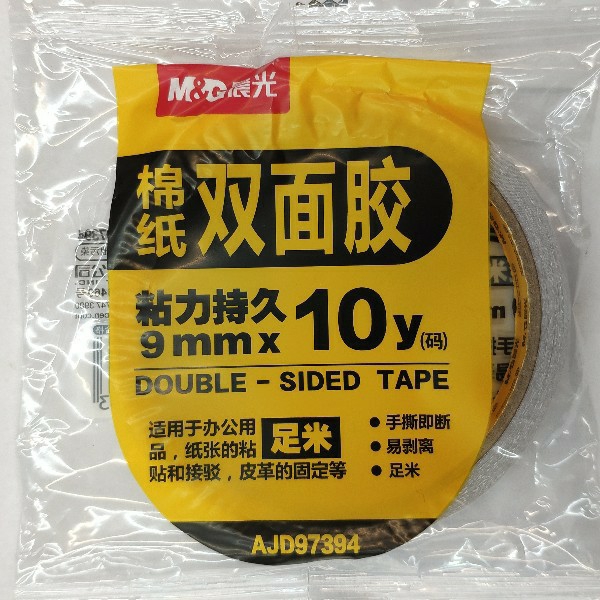 M&G晨光
棉纸
双面胶
粘力持久
9mm x 10y(码)
DOUBLE - SIDED TAPE
适用于办公用
品，纸张的粘
贴和接驳，皮革的固定等
足米
• 手撕即断
• 易剥离
• 足米
AJD97394